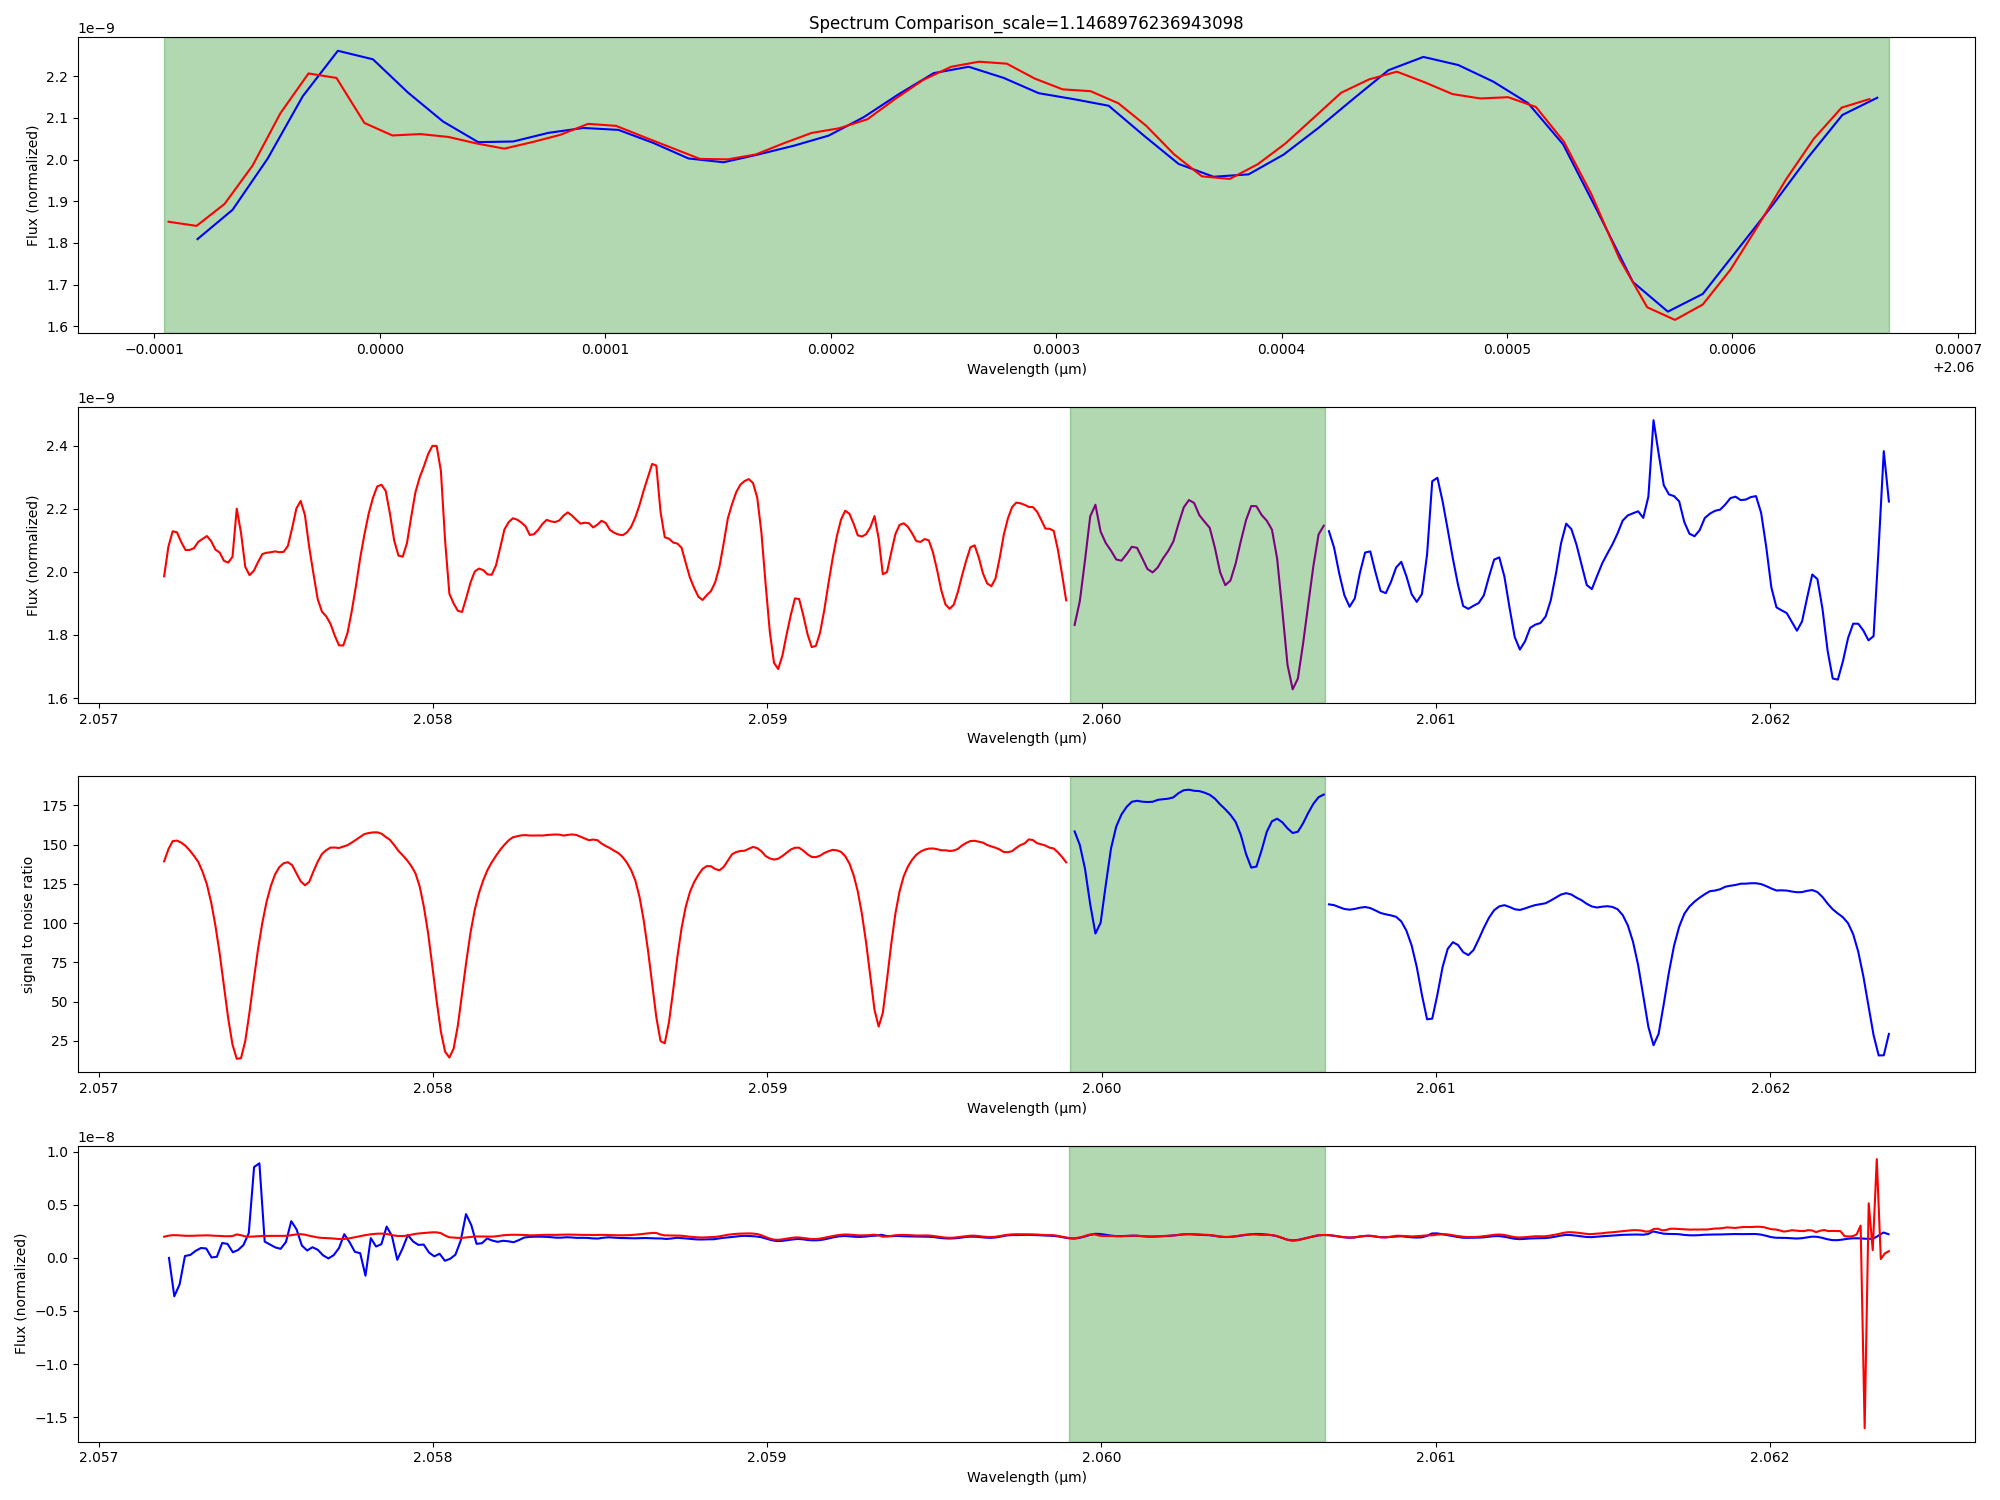 Spectrum Comparison_scale=1.1468976236943098
1e−9
Flux (normalized)
2.2
2.1
2.0
1.9
1.8
1.7
1.6
−0.0001 0.0000 0.0001 0.0002 0.0003 0.0004 0.0005 0.0006 0.0007
+2.06
Wavelength (μm)
1e−9
Flux (normalized)
2.4
2.2
2.0
1.8
1.6
2.057 2.058 2.059 2.060 2.061 2.062
Wavelength (μm)
signal to noise ratio
175
150
125
100
75
50
25
2.057 2.058 2.059 2.060 2.061 2.062
Wavelength (μm)
1e−8
Flux (normalized)
1.0
0.5
0.0
−0.5
−1.0
−1.5
2.057 2.058 2.059 2.060 2.061 2.062
Wavelength (μm)